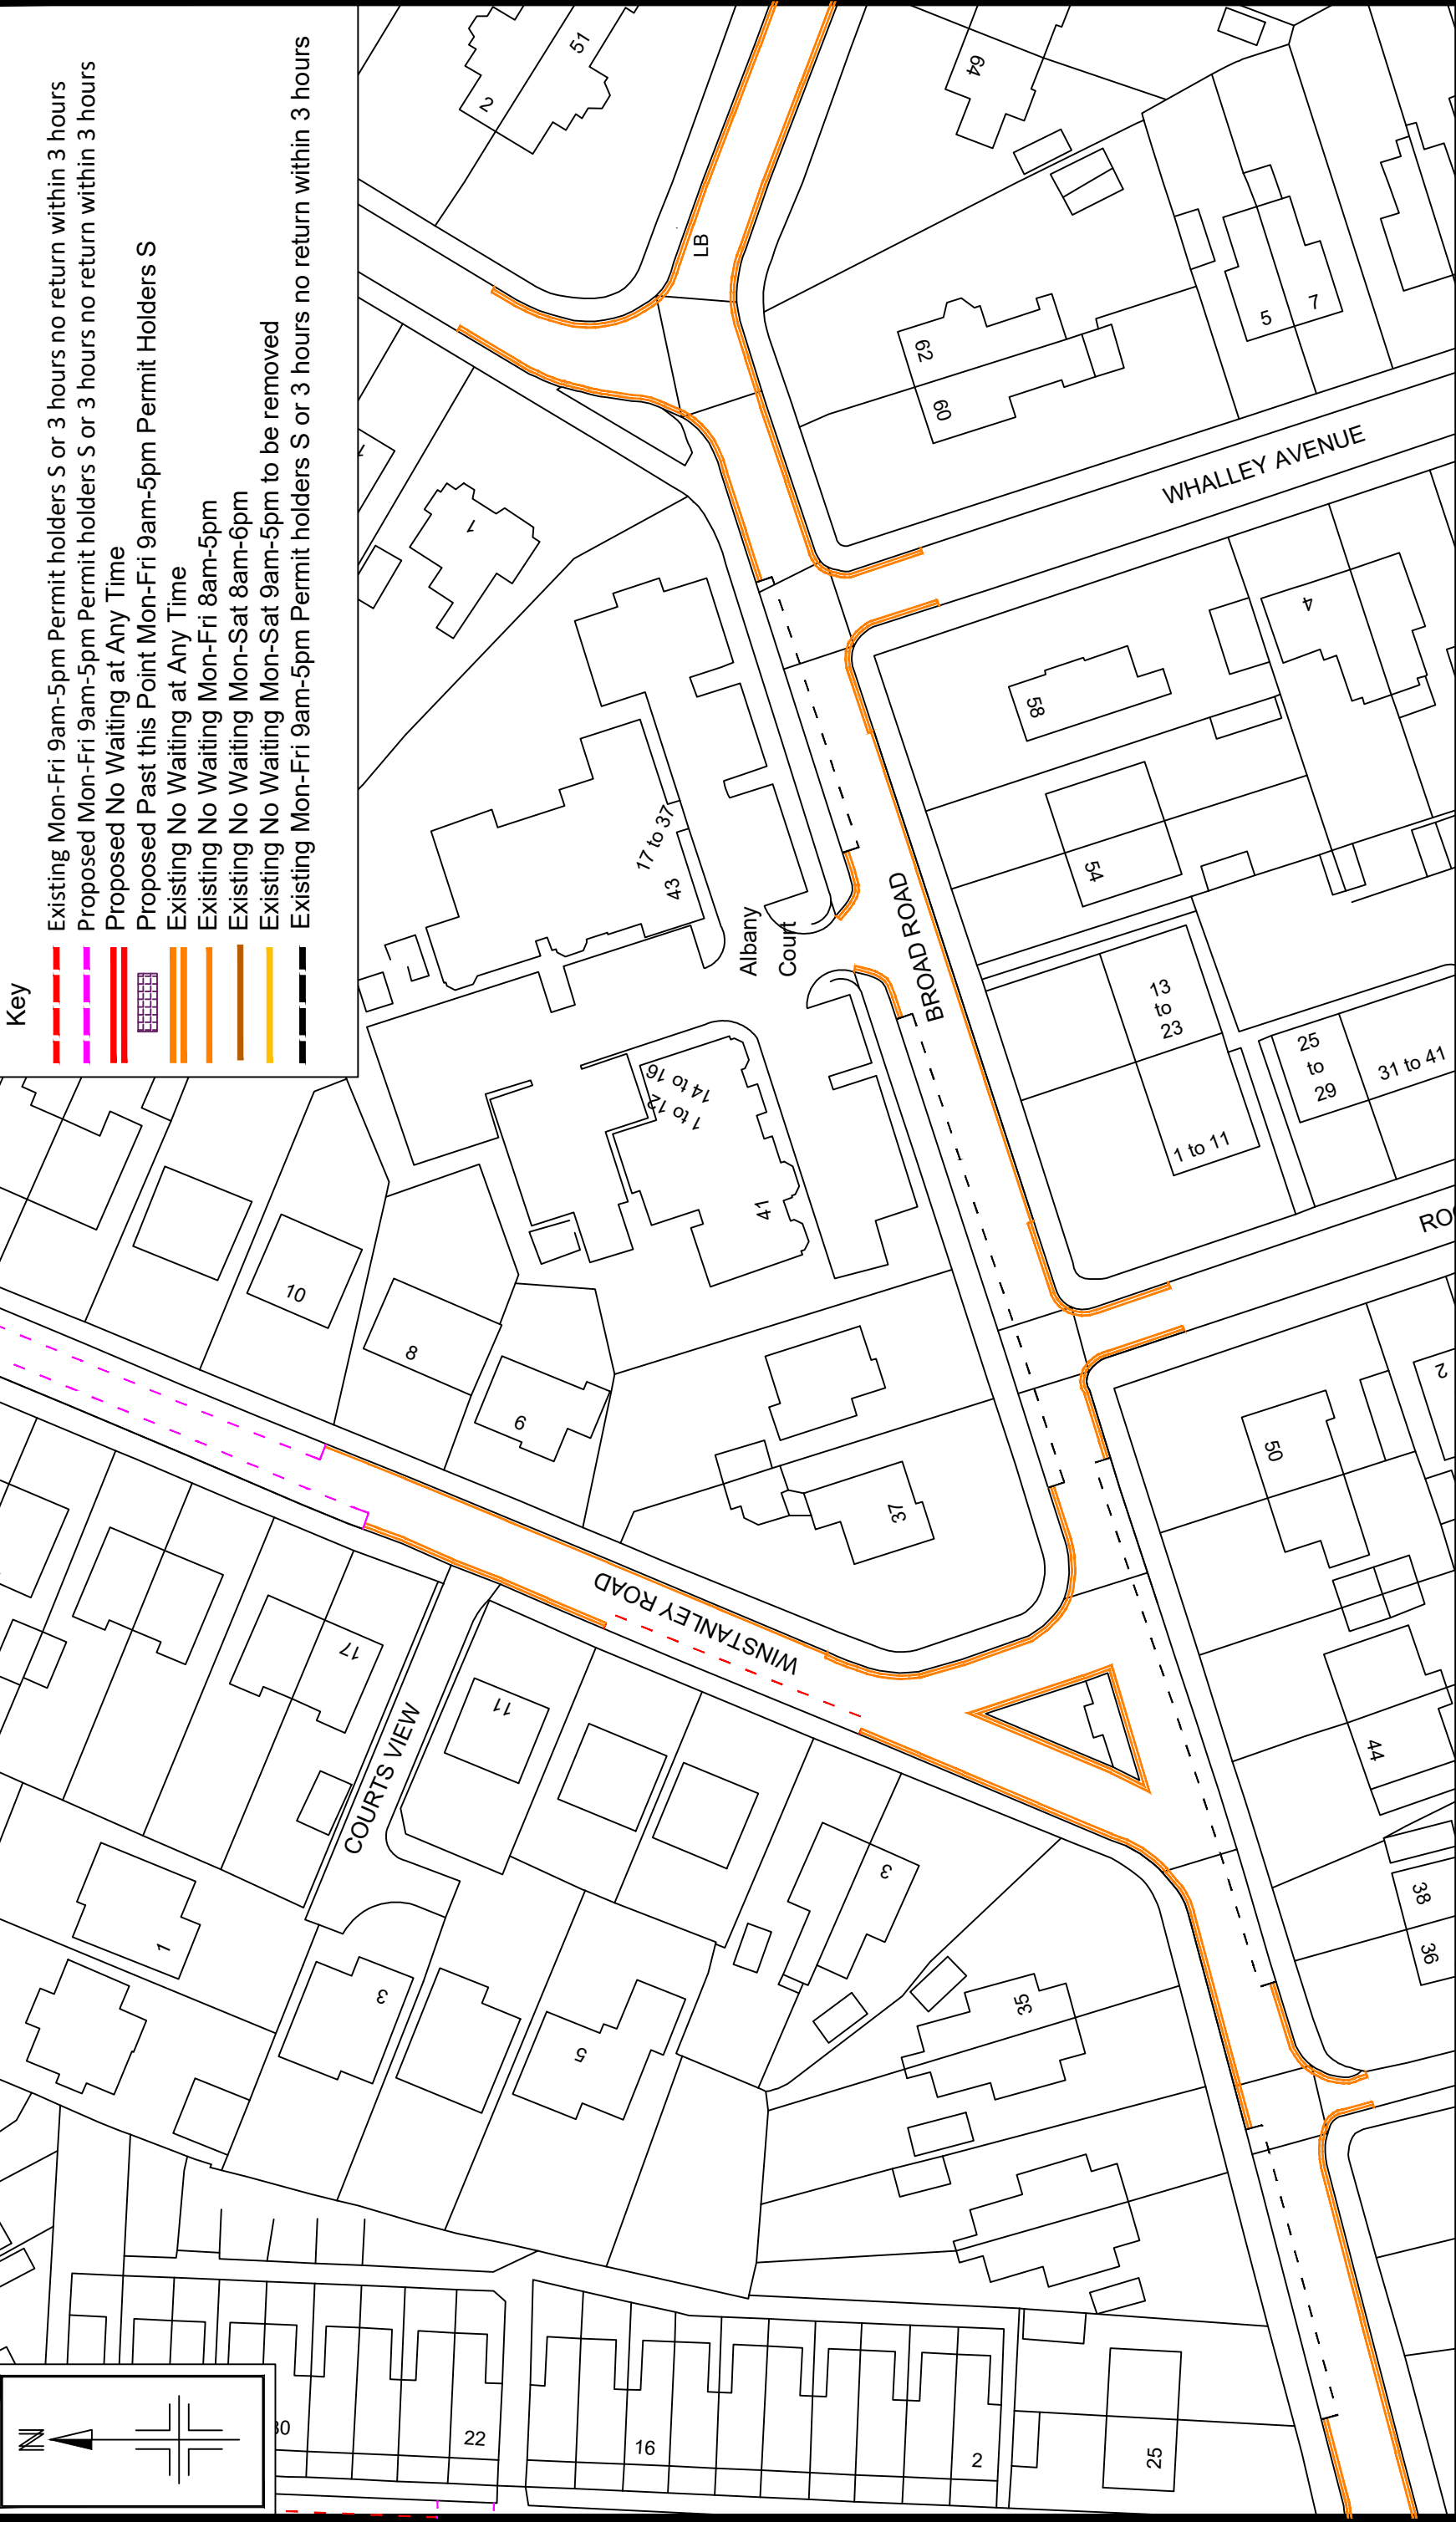 Key
Existing Mon-Fri 9am-5pm Permit holders S or 3 hours no return within 3 hours
Proposed Mon-Fri 9am-5pm Permit holders S or 3 hours no return within 3 hours
Proposed No Waiting at Any Time
Proposed Past this Point Mon-Fri 9am-5pm Permit Holders S
Existing No Waiting at Any Time
Existing No Waiting Mon-Fri 8am-5pm
Existing No Waiting Mon-Sat 8am-6pm
Existing No Waiting Mon-Sat 9am-5pm to be removed
Existing Mon-Fri 9am-5pm Permit holders S or 3 hours no return within 3 hours
51
2
64
LB
62
60
5
7
WHALLEY AVENUE
1
4
58
54
17 to 37
43
Albany
Court
BROAD ROAD
13
to
23
25
to
29
31 to 41
1 to 11
14 to 16
1 to 12
41
10
8
6
37
50
2
WINSTANLEY ROAD
17
11
COURTS VIEW
44
38
36
3
1
3
5
35
22
16
2
25
N